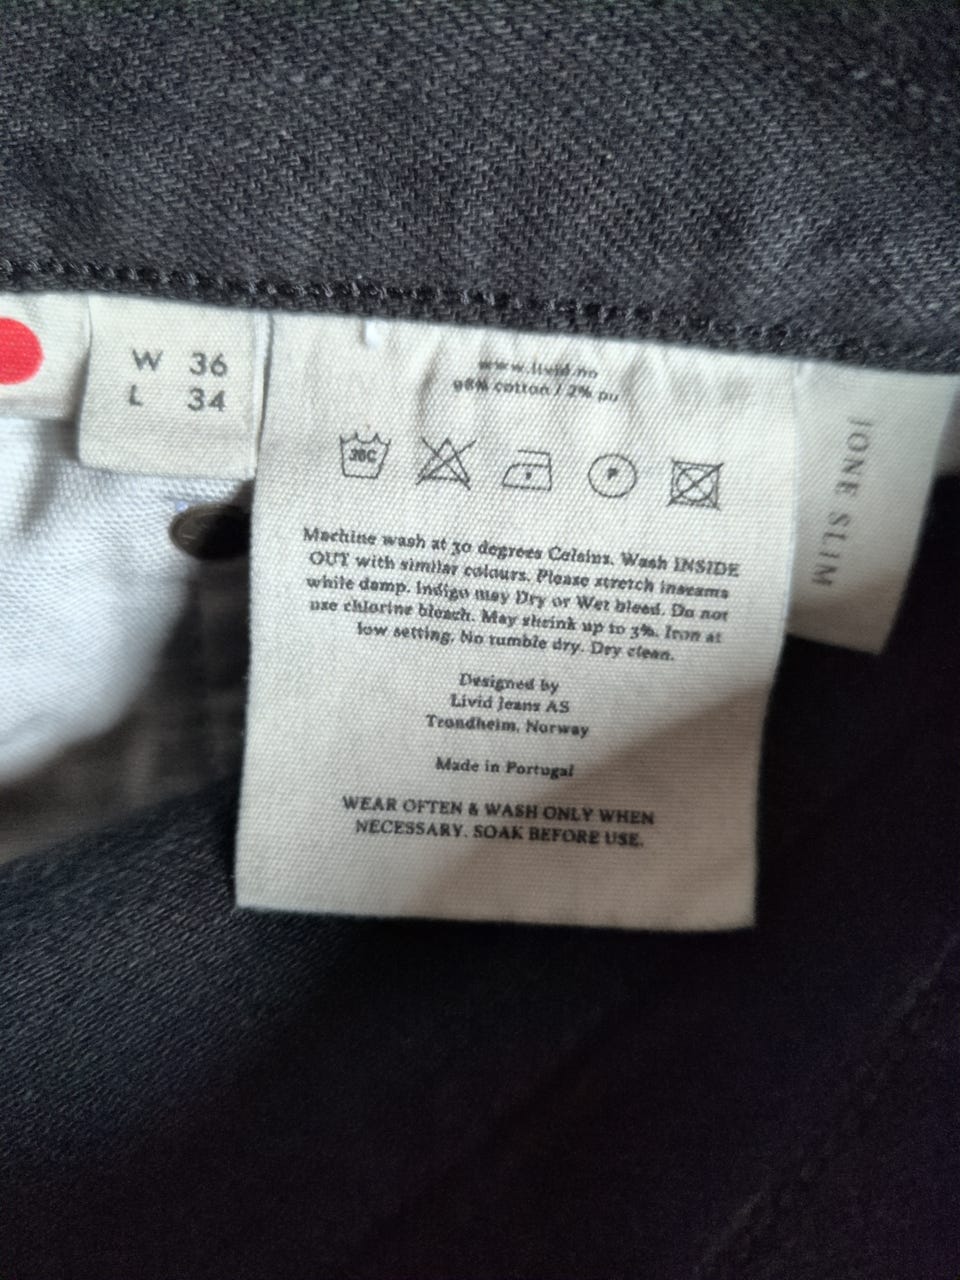 W 36
L 34
www.livid.no
98% cotton / 2% pu
30C
P
Machine wash at 30 degrees Celsius. Wash INSIDE
OUT with similar colours. Please stretch inseams
while damp. Indigo may Dry or Wet bleed. Do not
use chlorine bleach. May shrink up to 3%. Iron at
low setting. No tumble dry. Dry clean.
Designed by
Livid Jeans AS
Trondheim, Norway
Made in Portugal
WEAR OFTEN & WASH ONLY WHEN
NECESSARY. SOAK BEFORE USE.
JONE SLIM